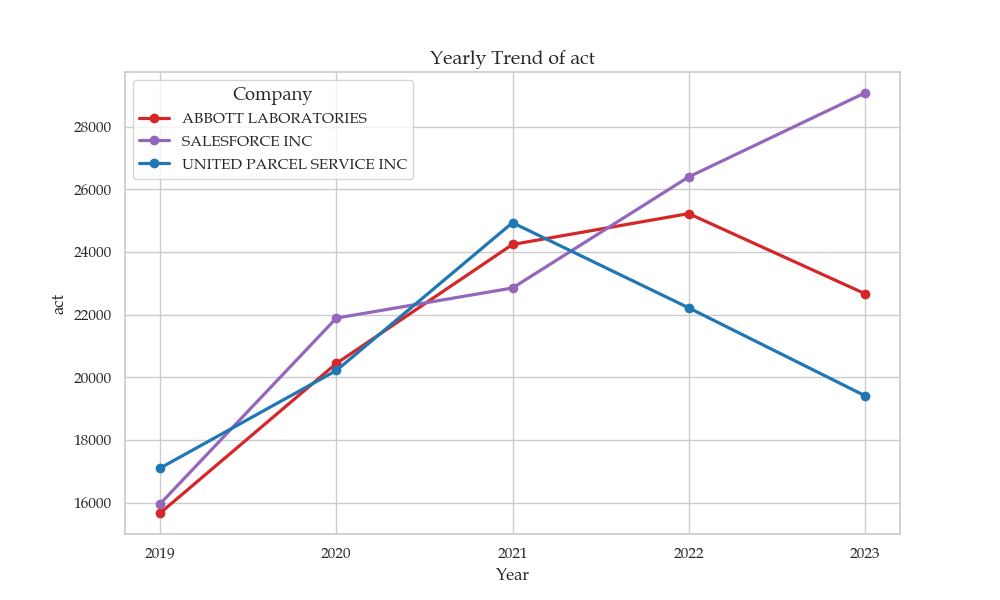 Yearly Trend of act
Company
ABBOTT LABORATORIES
SALESFORCE INC
UNITED PARCEL SERVICE INC
28000
26000
24000
22000
20000
18000
16000
act
2019 2020 2021 2022 2023
Year